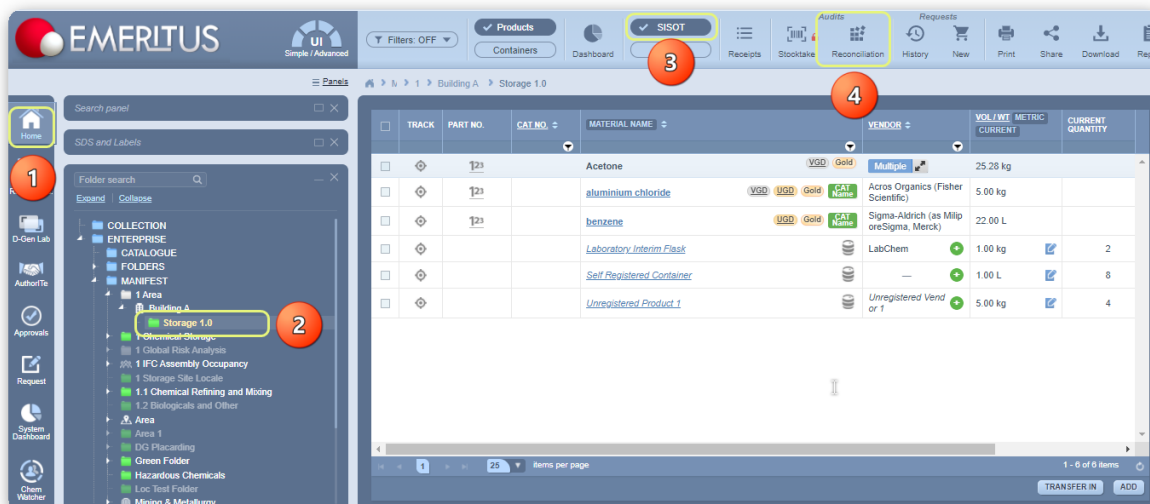 EMERITUS
UI
Simple / Advanced
Filters: OFF
Products
Containers
Dashboard
SISOT
3
Receipts
Audits
Stocktake
Reconciliation
4
Requests
History
New
Print
Share
Download
Panels
1
Building A
Storage 1.0
Home
1
D-Gen Lab
AuthorITe
Approvals
Request
System
Dashboard
Chem
Watcher
Search panel
SDS and Labels
Folder search
Expand
Collapse
COLLECTION
ENTERPRISE
CATALOGUE
FOLDERS
MANIFEST
1 Area
Building A
Storage 1.0
2
1 Chemical Storage
1 Global Risk Analysis
1 IFC Assembly Occupancy
1 Storage Site Locale
1.1 Chemical Refining and Mixing
1.2 Biologicals and Other
Area
Area 1
DG Placarding
Green Folder
Hazardous Chemicals
Loc Test Folder
Mining & Metallurgy
TRACK PART NO. CAT.NO. MATERIAL NAME VENDOR VOL / WT METRIC CURRENT CURRENT QUANTITY
123 Acetone VGD Gold Multiple 25.28 kg
123 aluminium chloride VGD UGD Gold CAT Name Acros Organics (Fisher Scientific) 5.00 kg
123 benzene UGD Gold CAT Name Sigma-Aldrich (as Milip oreSigma, Merck) 22.00 L
Laboratory Interim Flask LabChem 1.00 kg 2
Self Registered Container — 1.00 L 8
Unregistered Product 1 Unregistered Vend or 1 5.00 kg 4
1 25 items per page 1 - 6 of 6 items
TRANSFER IN ADD